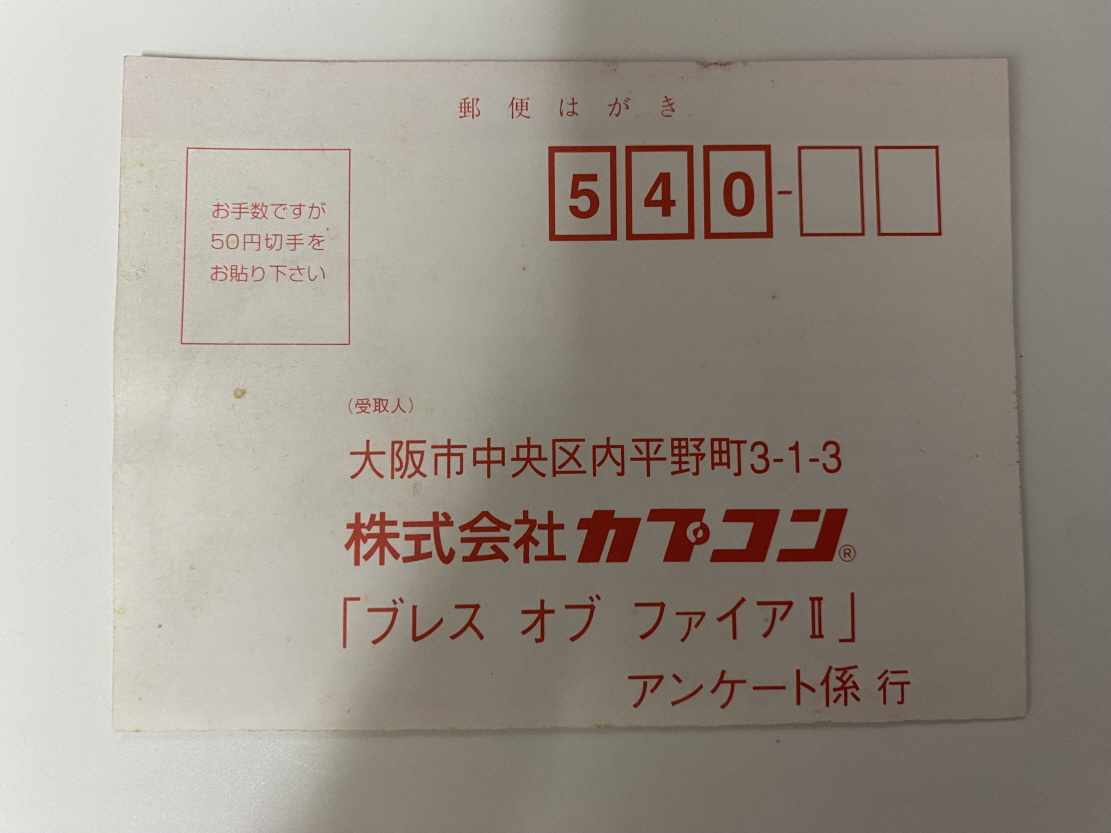 郵便はがき
540-
お手数ですが
50円切手を
お貼り下さい
(受取人)
大阪市中央区内平野町3-1-3
株式会社カプコン®
「ブレス オブ ファイアⅡ」
アンケート係 行